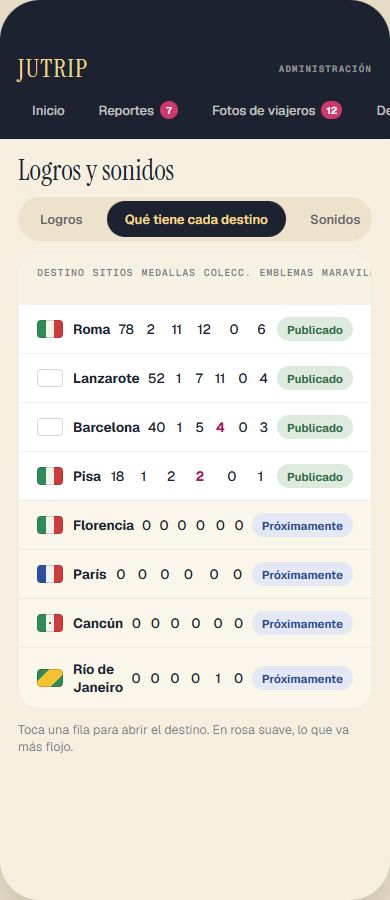 JUTRIP
ADMINISTRACIÓN
Inicio Reportes 7 Fotos de viajeros 12
Logros y sonidos
Logros Qué tiene cada destino Sonidos
DESTINO SITIOS MEDALLAS COLECC. EMBLEMAS
Roma 78 2 11 12 0 6 Publicado
Lanzarote 52 1 7 11 0 4 Publicado
Barcelona 40 1 5 4 0 3 Publicado
Pisa 18 1 2 2 0 1 Publicado
Florencia 0 0 0 0 0 0 Próximamente
París 0 0 0 0 0 0 Próximamente
Cancún 0 0 0 0 0 0 Próximamente
Río de
Janeiro 0 0 0 0 1 0 Próximamente
Toca una fila para abrir el destino. En rosa suave, lo que va
más flojo.